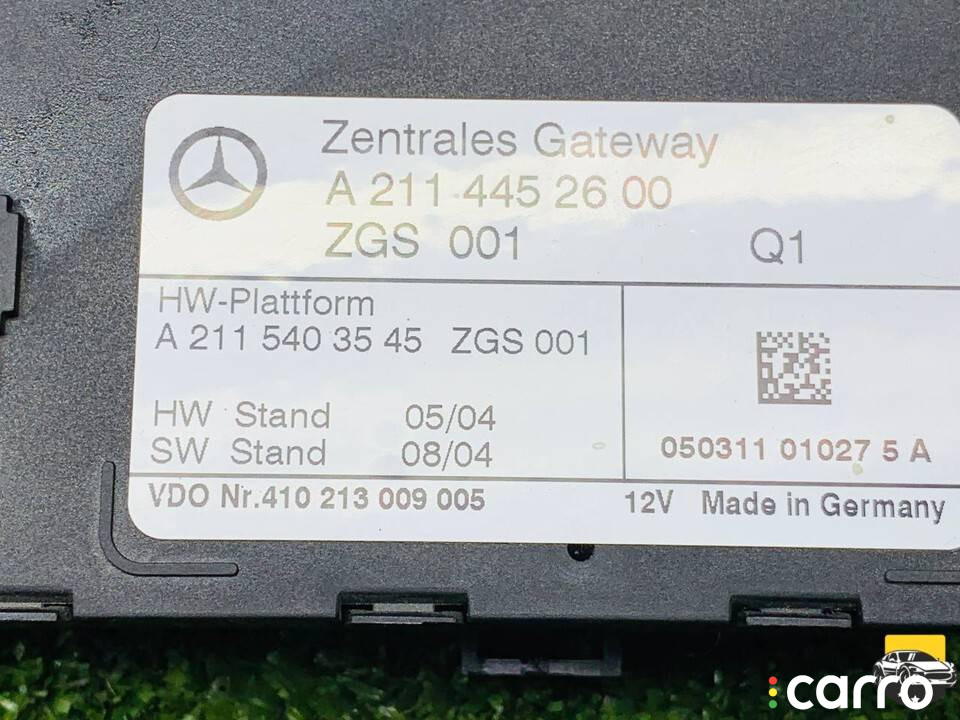 Zentrales Gateway
A 211 445 26 00
ZGS 001 Q1
HW-Plattform
A 211 540 35 45 ZGS 001
HW Stand 05/04
SW Stand 08/04
050311 01027 5 A
VDO Nr.410 213 009 005
12V Made in Germany
carro